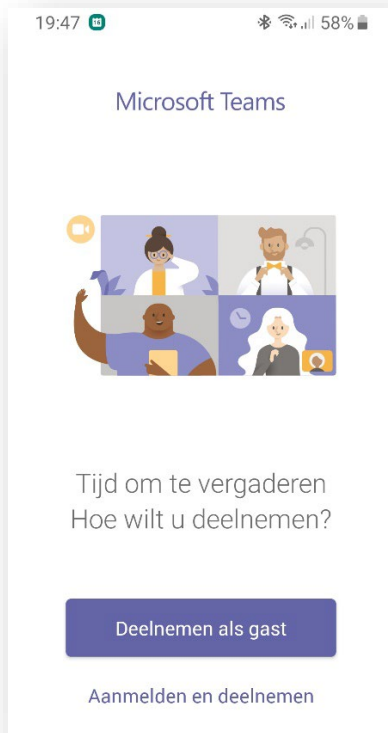 19:47 58%
Microsoft Teams
Tijd om te vergaderen
Hoe wilt u deelnemen?
Deelnemen als gast
Aanmelden en deelnemen